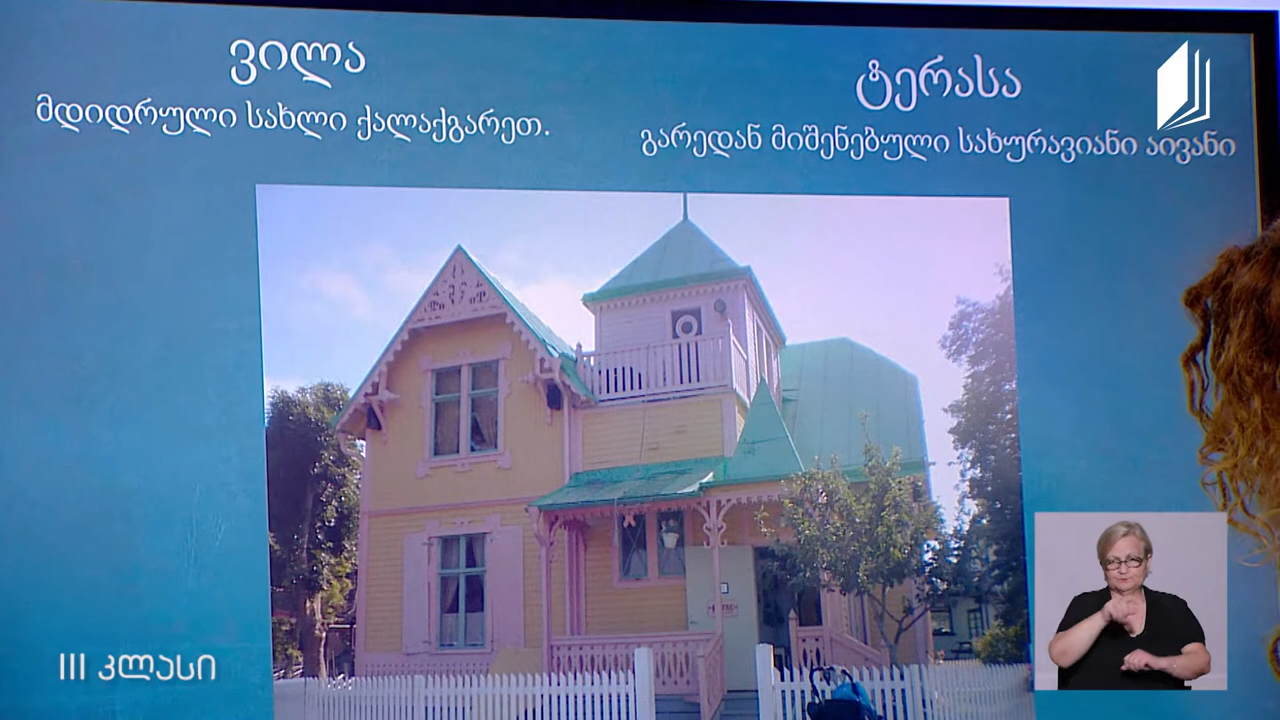 ვილა
მდიდრული სახლი ქალაქგარეთ.
ტერასა
გარედან მიშენებული სახურავიანი აივანი
III კლასი